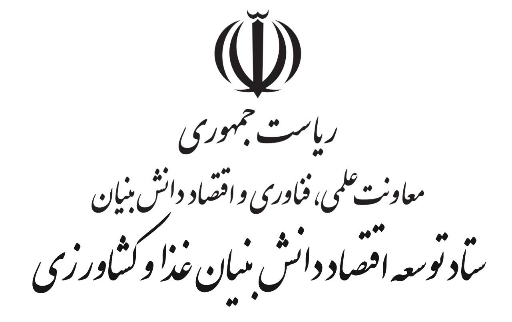 ریاست جمهوری
معاونت علمی، فناوری و اقتصاد دانش بنیان
ستاد توسعه اقتصاد دانش بنیان غذا و کشاورزی